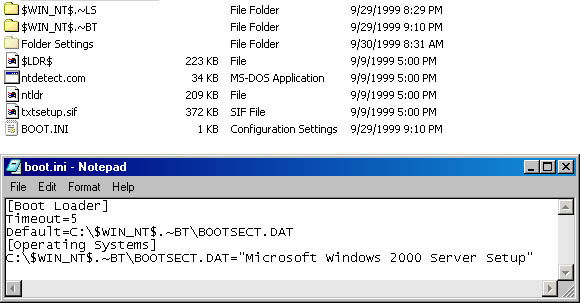 $WIN_NT$.~LS File Folder 9/29/1999 8:29 PM
$WIN_NT$.~BT File Folder 9/29/1999 9:10 PM
Folder Settings File Folder 9/30/1999 8:31 AM
$LDR$ 223 KB File 9/9/1999 5:00 PM
ntdetect.com 34 KB MS-DOS Application 9/9/1999 5:00 PM
ntldr 209 KB File 9/9/1999 5:00 PM
txtsetup.sif 372 KB SIF File 9/9/1999 5:00 PM
BOOT.INI 1 KB Configuration Settings 9/29/1999 9:10 PM
boot.ini - Notepad
File Edit Format Help
[Boot Loader]
Timeout=5
Default=C:\$WIN_NT$.~BT\BOOTSECT.DAT
[Operating Systems]
C:\$WIN_NT$.~BT\BOOTSECT.DAT="Microsoft Windows 2000 Server Setup"